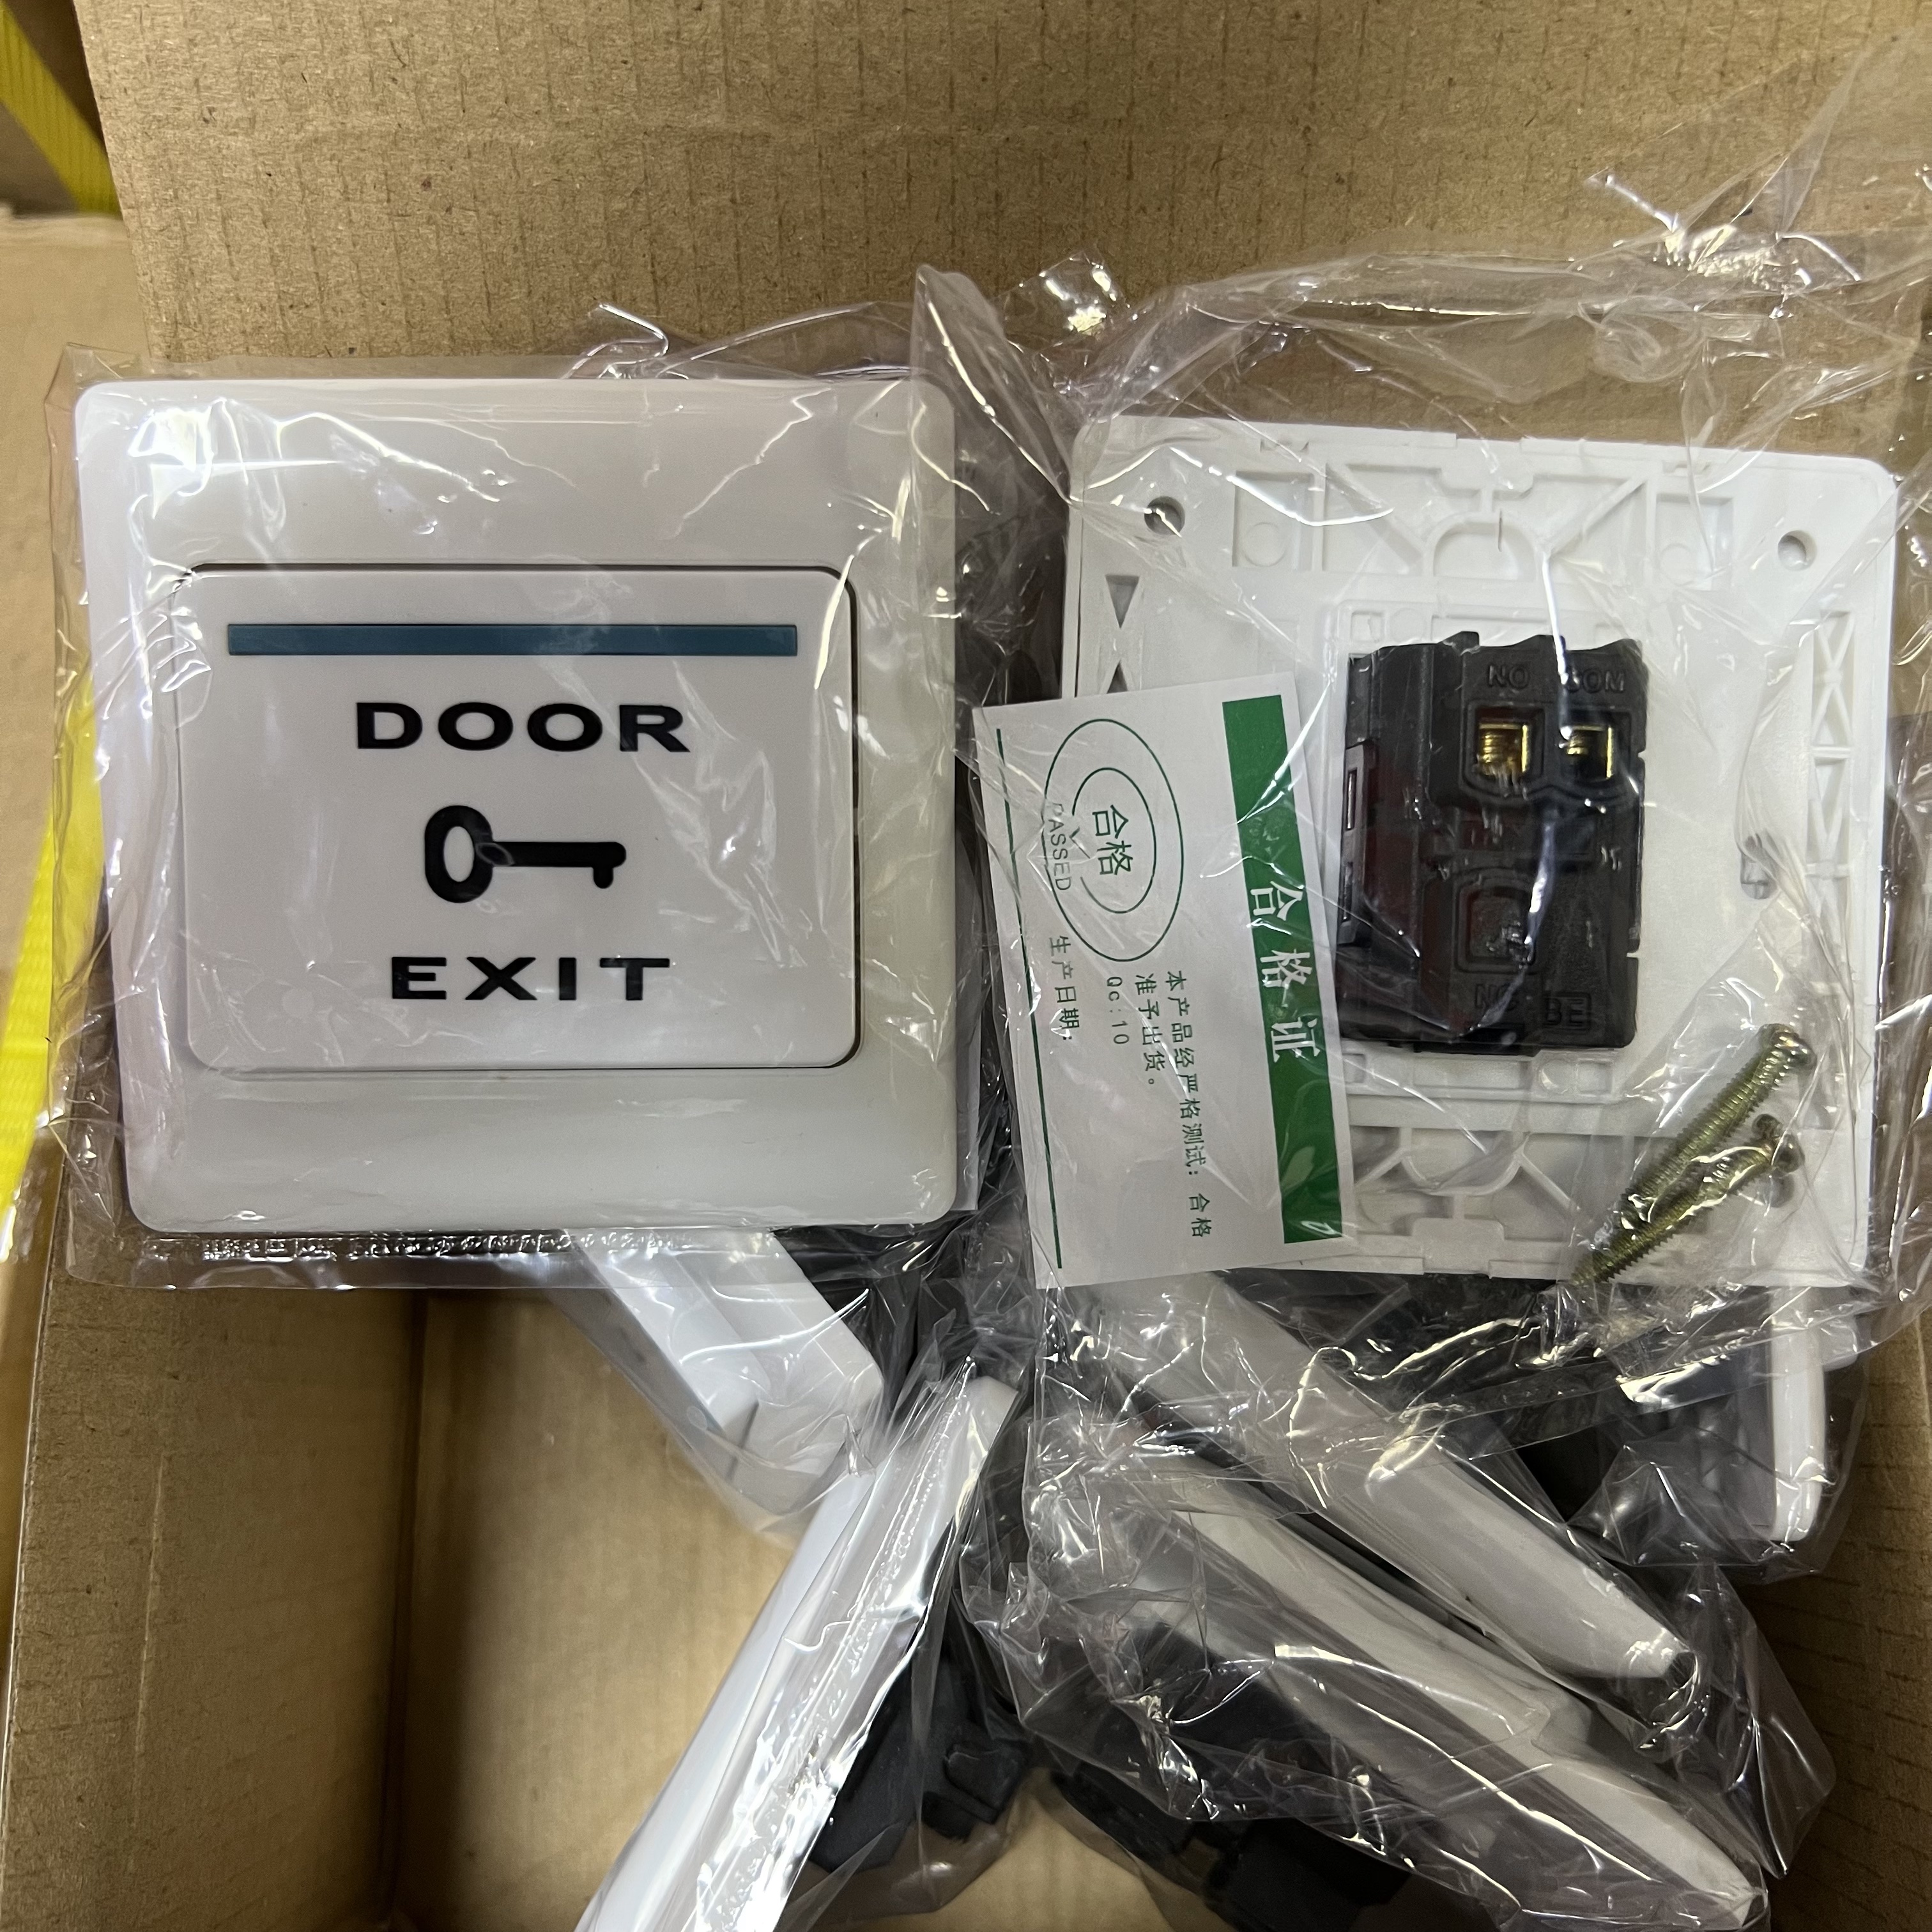 DOOR
EXIT
合格证
本产品经严格测试：合格
准予出货。
Qc:10
生产日期:
合格
PASSED
NO COM